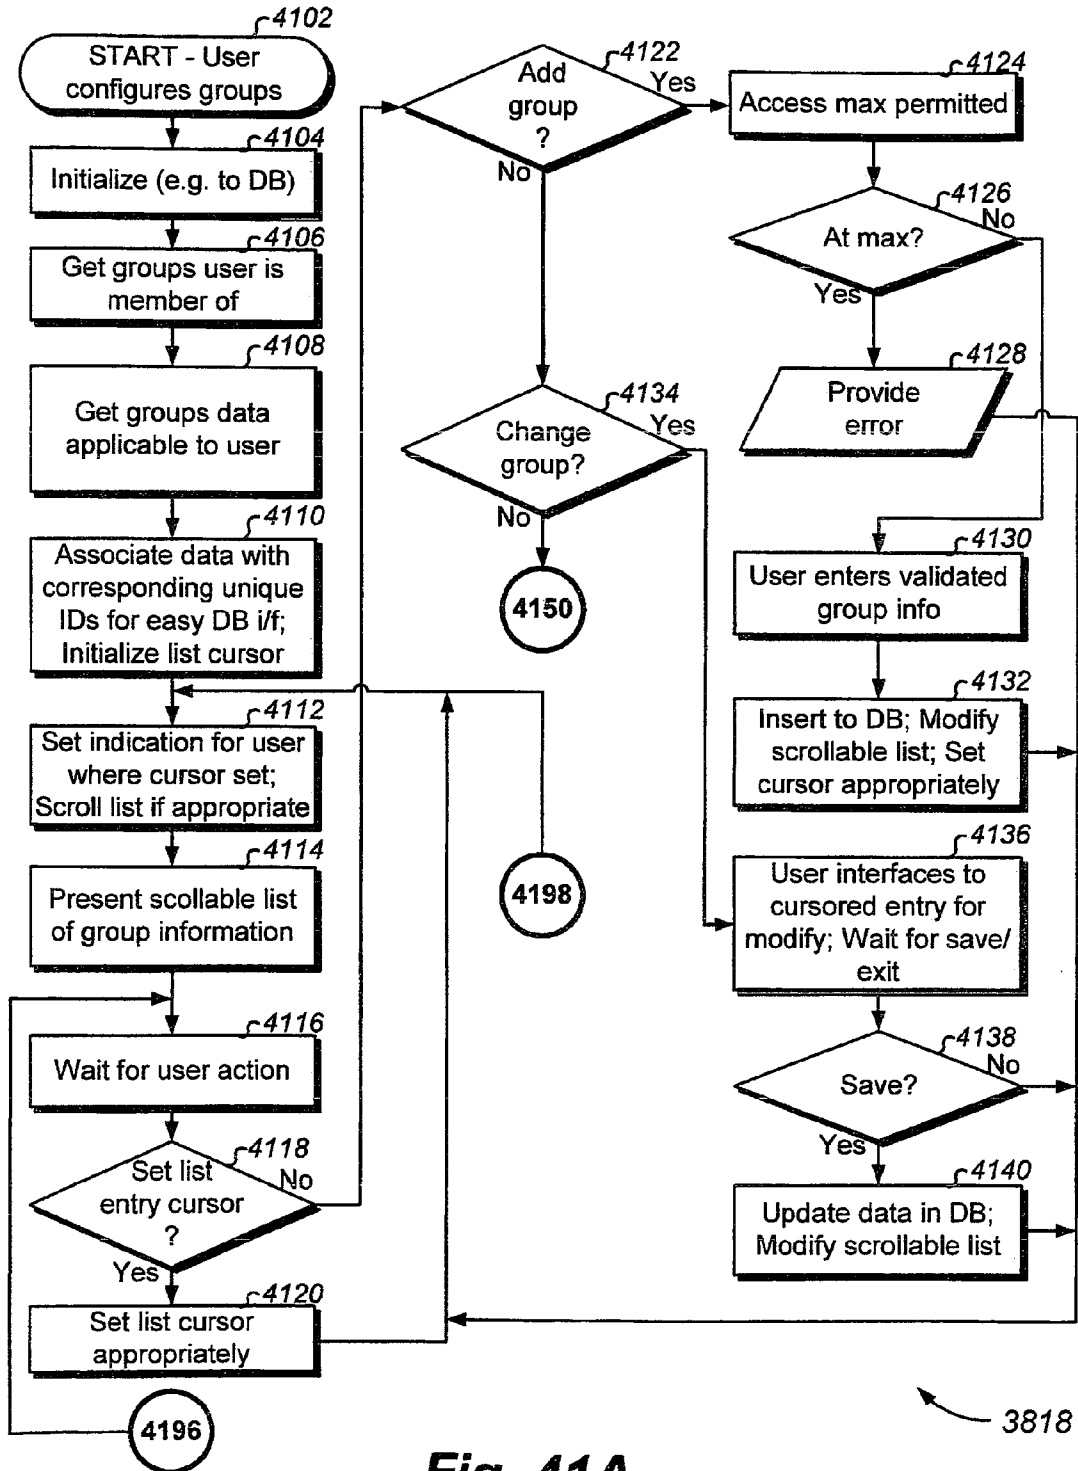 4102
START - User
configures groups
4104
Initialize (e.g. to DB)
4106
Get groups user is
member of
4108
Get groups data
applicable to user
4110
Associate data with
corresponding unique
IDs for easy DB i/f;
Initialize list cursor
4112
Set indication for user
where cursor set;
Scroll list if appropriate
4114
Present scollable list
of group information
4116
Wait for user action
4118
Set list
entry cursor
?
No
Yes
4120
Set list cursor
appropriately
4196
4122
Add
group
?
Yes
No
4134
Change
group?
Yes
No
4150
4198
4124
Access max permitted
4126
At max?
No
Yes
4128
Provide
error
4130
User enters validated
group info
4132
Insert to DB; Modify
scrollable list; Set
cursor appropriately
4136
User interfaces to
cursored entry for
modify; Wait for save/
exit
4138
Save?
No
Yes
4140
Update data in DB;
Modify scrollable list
3818
Fig. 41A